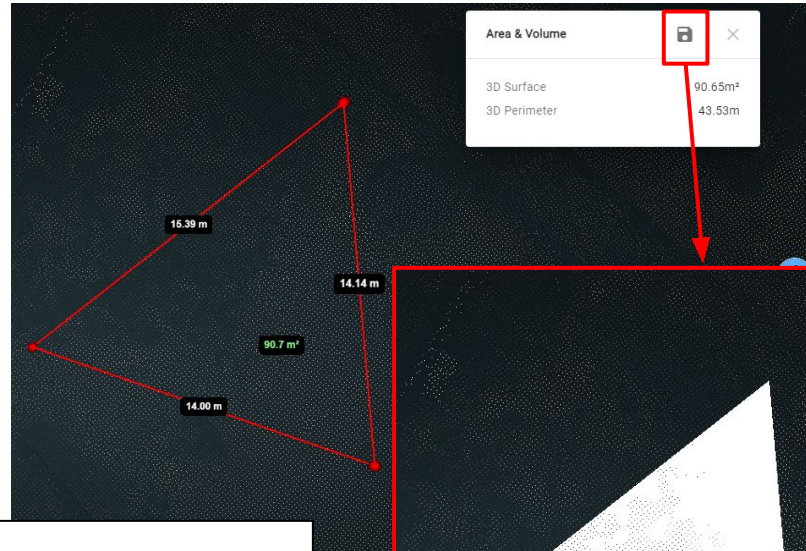 Area & Volume
3D Surface 90.65m²
3D Perimeter 43.53m
15.39 m
14.14 m
90.7 m²
14.00 m